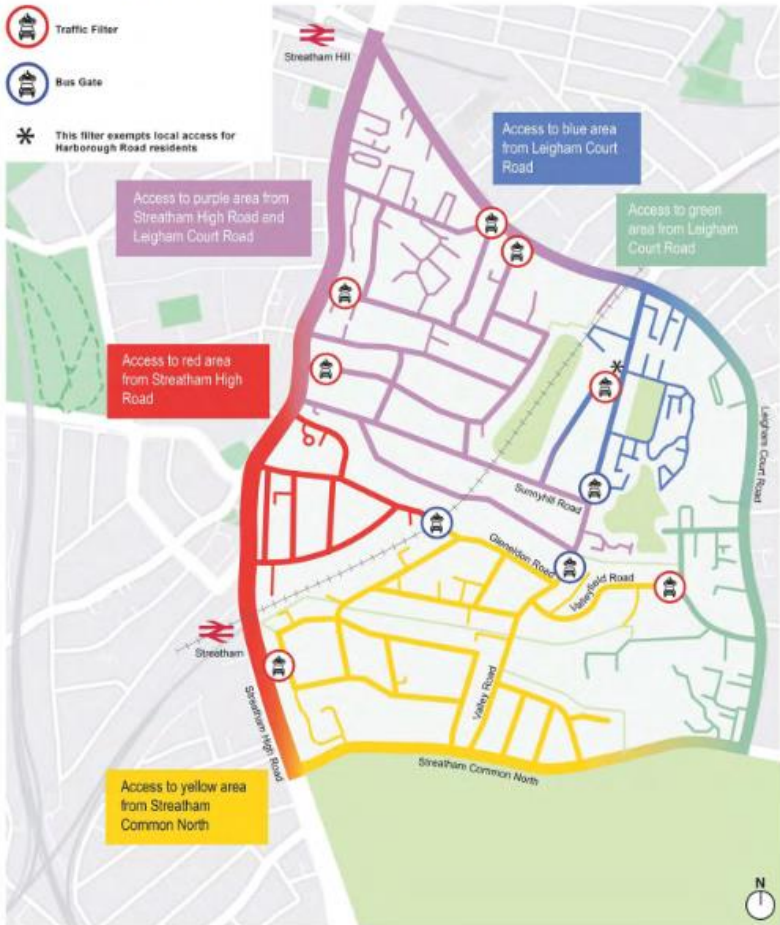 Traffic Filter
Bus Gate
This filter exempts local access for
Harborough Road residents
Streatham Hill
Access to blue area
from Leigham Court
Road
Access to purple area from
Streatham High Road and
Leigham Court Road
Access to green
area from Leigham
Court Road
Access to red area
from Streatham High
Road
Leigham Court Road
Sunnyhill Road
Gleneldon Road
Valleyfield Road
Streatham
Valley Road
Streatham High Road
Streatham Common North
Access to yellow area
from Streatham
Common North
N